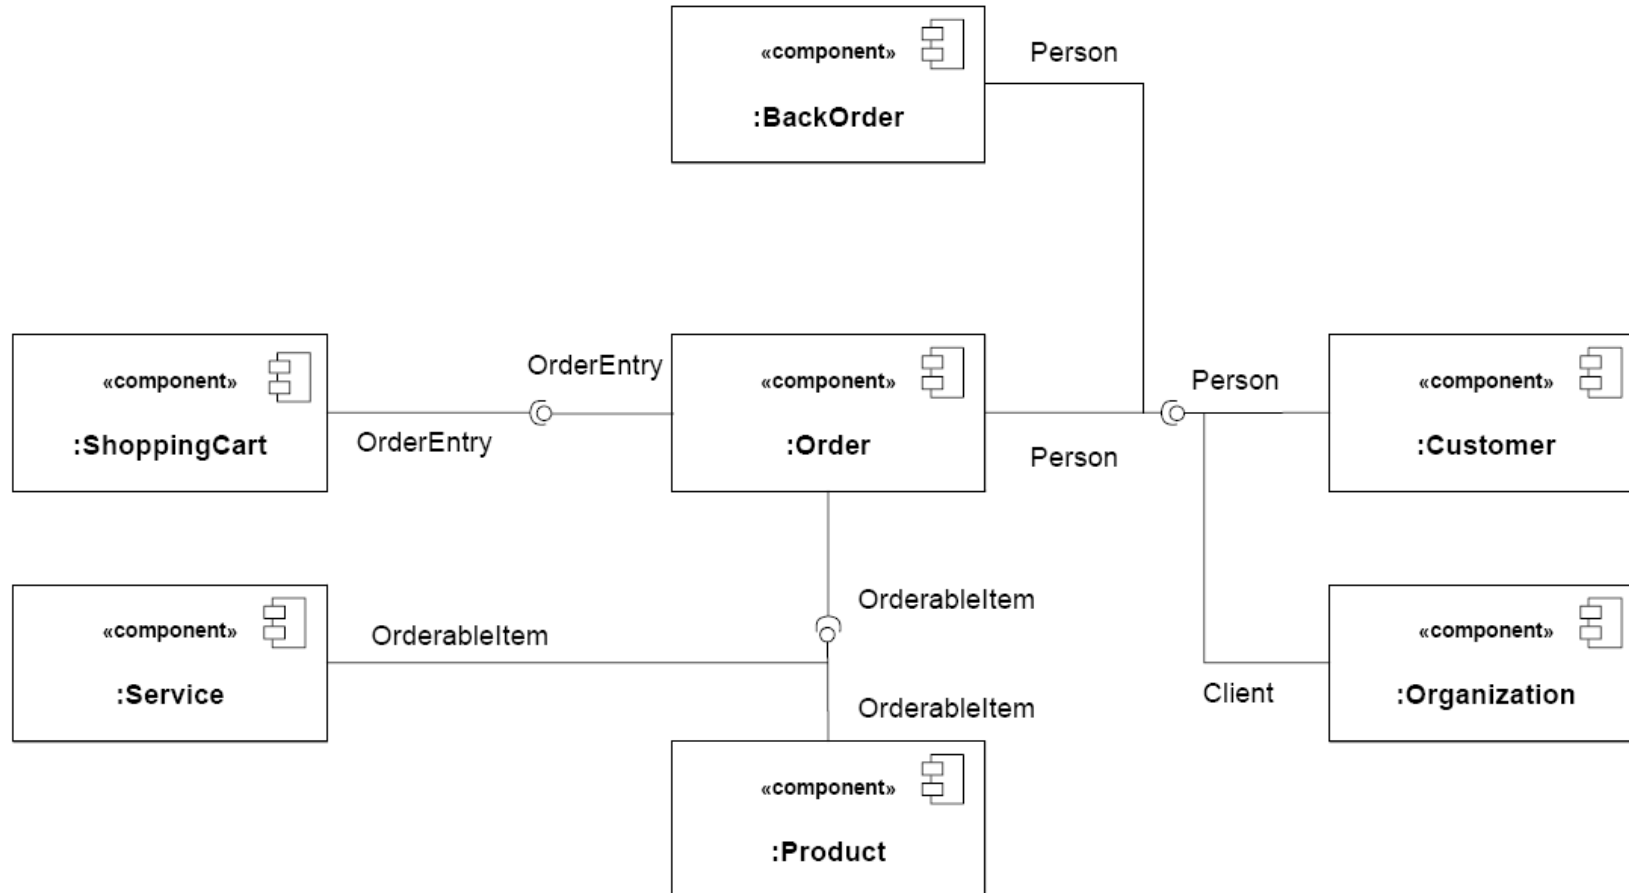 «component»
:BackOrder
Person
«component»
:ShoppingCart
OrderEntry
OrderEntry
«component»
:Order
Person
Person
«component»
:Customer
«component»
:Service
OrderableItem
OrderableItem
OrderableItem
Client
«component»
:Organization
«component»
:Product